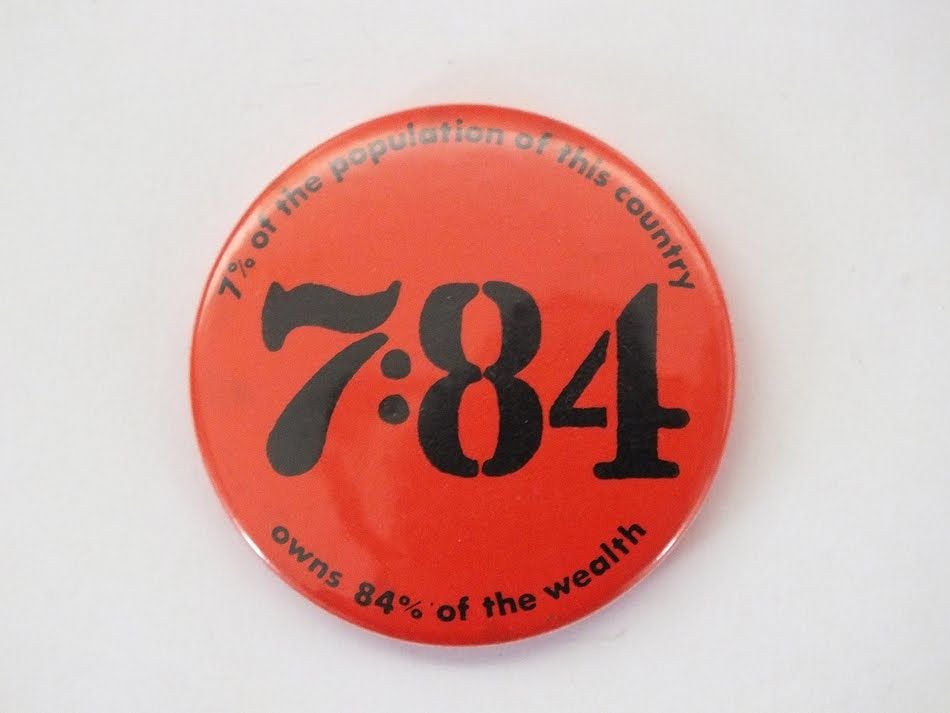 7% of the population of this country
7:84
owns 84% of the wealth